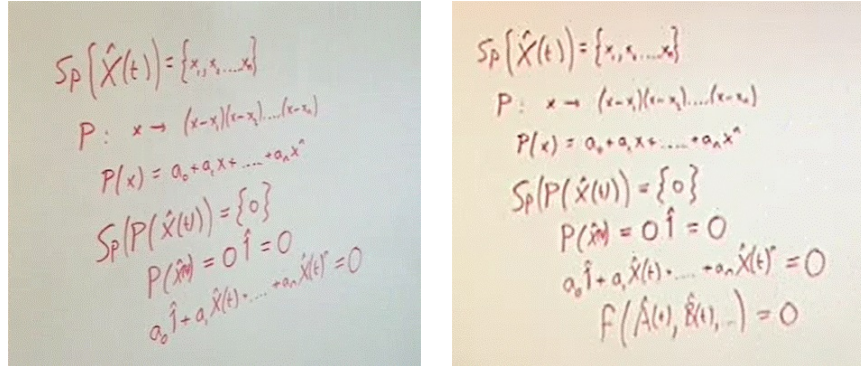 Sp(X̂(t)) = {x₁, x₂ .... xₙ}
P : x → (x-x₁)(x-x₂)....(x-xₙ)
P(x) = a₀+a₁x+ .... +aₙxⁿ
Sp(P(X̂(t))) = {0}
P(X̂(t)) = 0 1̂ = 0
a₀1̂ + a₁X̂(t)+ .... +aₙX̂(t)ⁿ = 0
Sp(X̂(t)) = {x₁, x₂ .... xₙ}
P : x → (x-x₁)(x-x₂)....(x-xₙ)
P(x) = a₀+a₁x+ .... +aₙxⁿ
Sp(P(X̂(t))) = {0}
P(X̂(t)) = 0 1̂ = 0
a₀1̂ + a₁X̂(t)+ .... +aₙX̂(t)ⁿ = 0
F(Â(t), B̂(t), ...) = 0